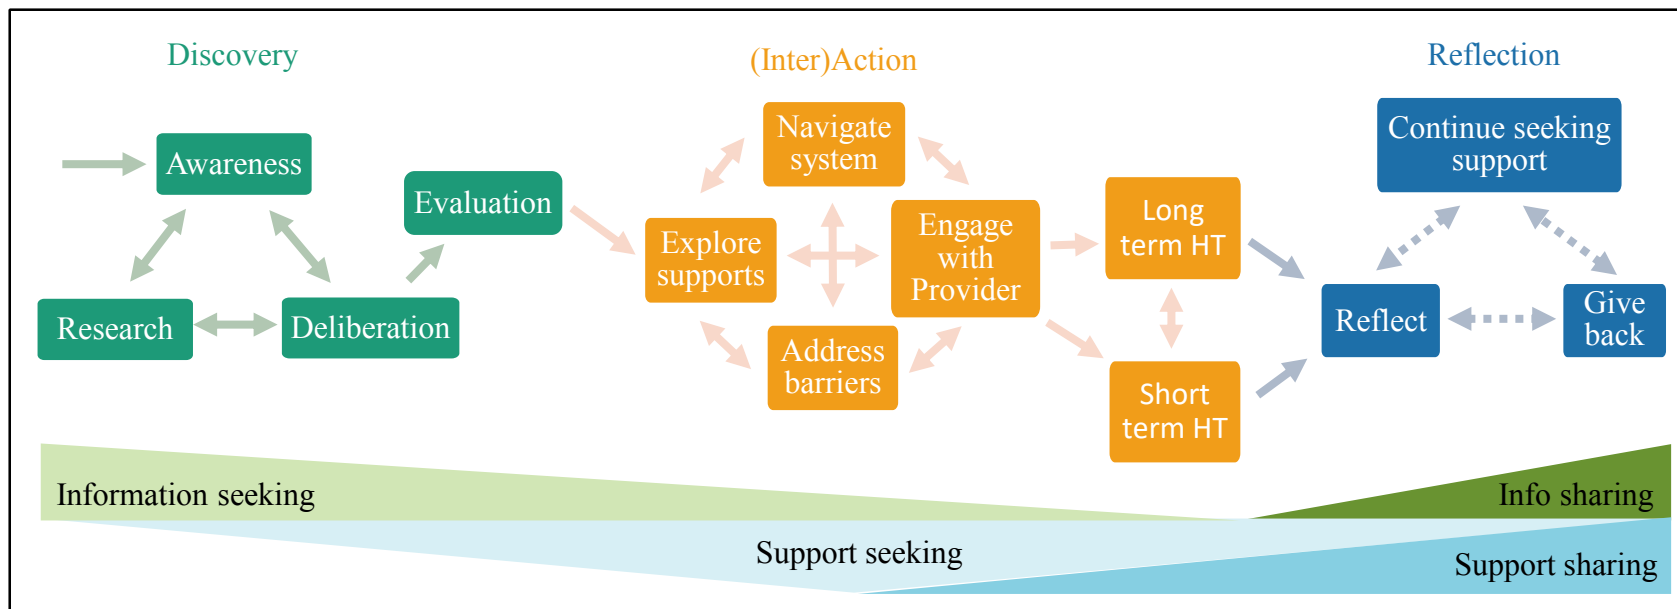 Discovery
(Inter)Action
Reflection
Awareness
Research
Deliberation
Evaluation
Navigate
system
Explore
supports
Engage
with
Provider
Address
barriers
Long
term HT
Short
term HT
Continue seeking
support
Reflect
Give
back
Information seeking
Info sharing
Support seeking
Support sharing